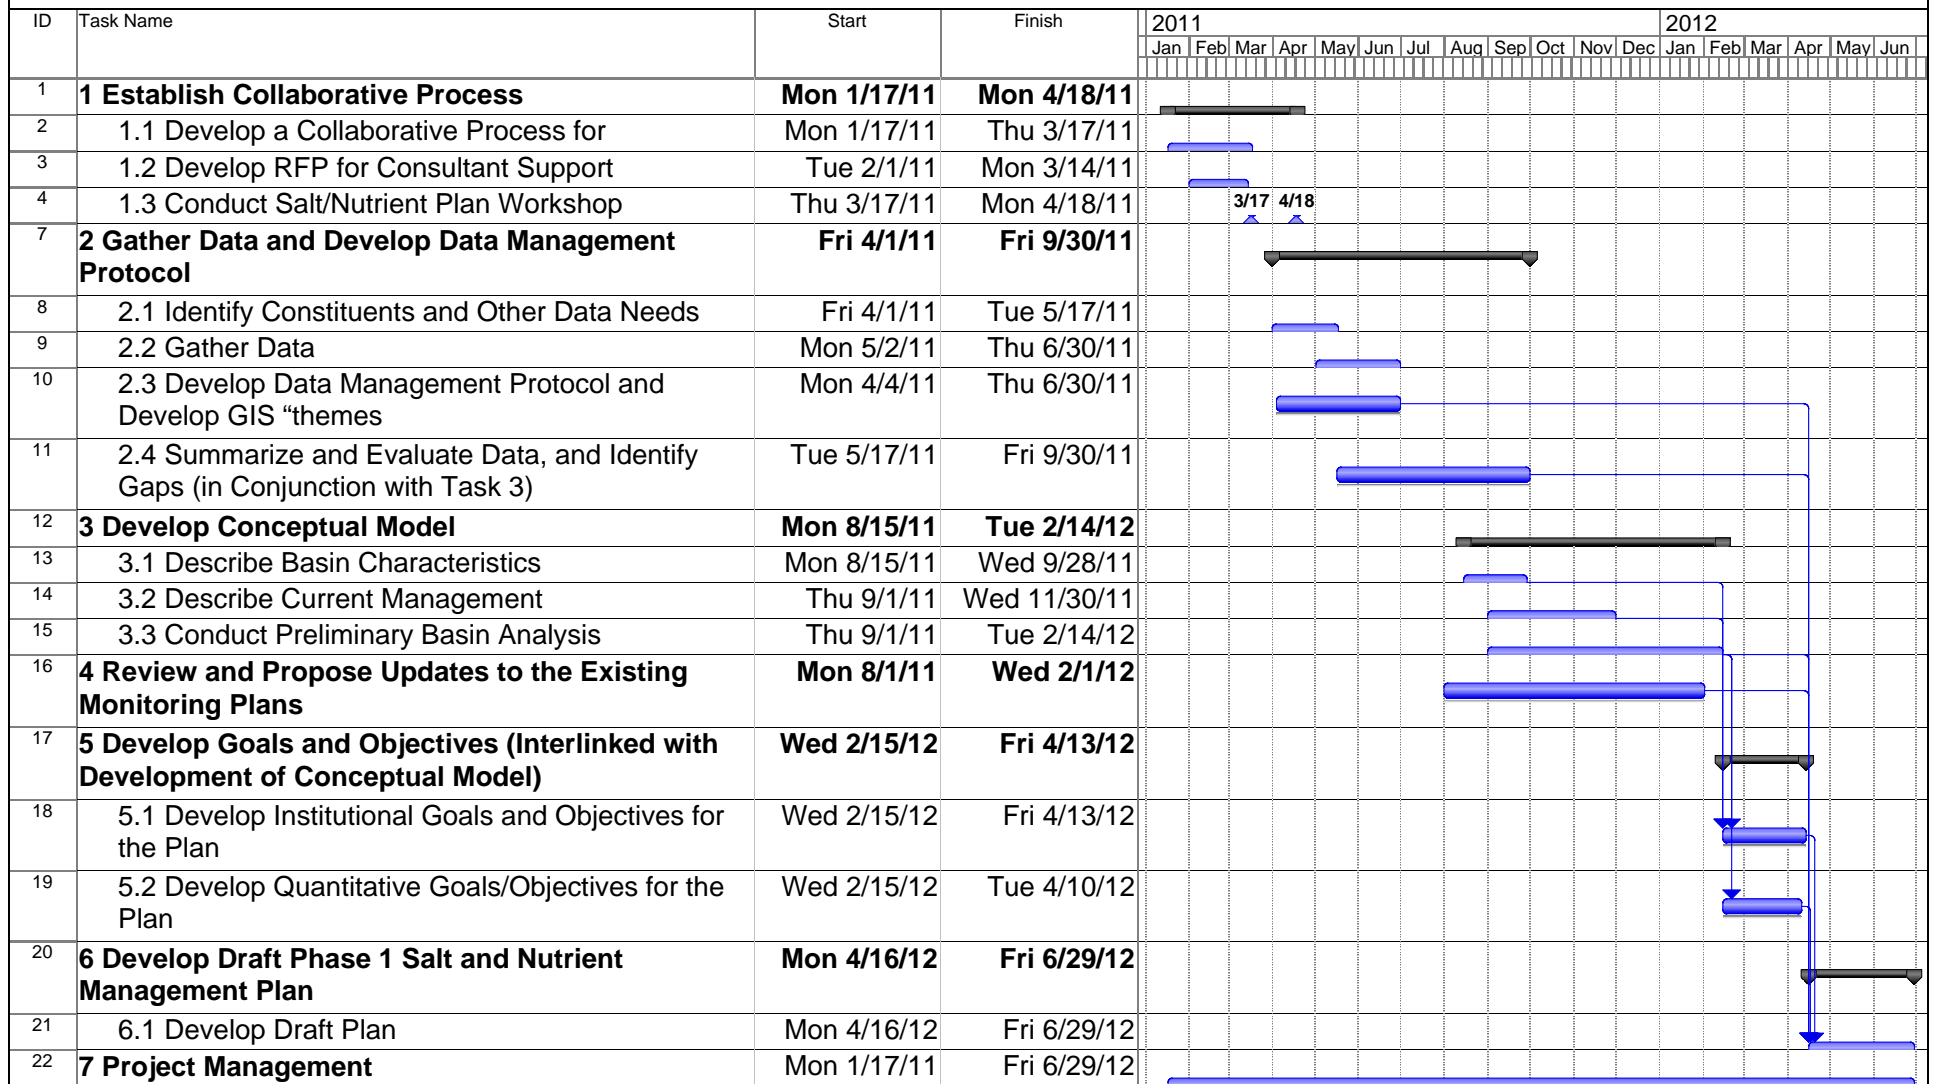 ID Task Name Start Finish 2011 2012
Jan Feb Mar Apr May Jun Jul Aug Sep Oct Nov Dec Jan Feb Mar Apr May Jun
1 1 Establish Collaborative Process Mon 1/17/11 Mon 4/18/11
2 1.1 Develop a Collaborative Process for Mon 1/17/11 Thu 3/17/11
3 1.2 Develop RFP for Consultant Support Tue 2/1/11 Mon 3/14/11
4 1.3 Conduct Salt/Nutrient Plan Workshop Thu 3/17/11 Mon 4/18/11 3/17 4/18
7 2 Gather Data and Develop Data Management Fri 4/1/11 Fri 9/30/11
Protocol
8 2.1 Identify Constituents and Other Data Needs Fri 4/1/11 Tue 5/17/11
9 2.2 Gather Data Mon 5/2/11 Thu 6/30/11
10 2.3 Develop Data Management Protocol and Mon 4/4/11 Thu 6/30/11
Develop GIS “themes
11 2.4 Summarize and Evaluate Data, and Identify Tue 5/17/11 Fri 9/30/11
Gaps (in Conjunction with Task 3)
12 3 Develop Conceptual Model Mon 8/15/11 Tue 2/14/12
13 3.1 Describe Basin Characteristics Mon 8/15/11 Wed 9/28/11
14 3.2 Describe Current Management Thu 9/1/11 Wed 11/30/11
15 3.3 Conduct Preliminary Basin Analysis Thu 9/1/11 Tue 2/14/12
16 4 Review and Propose Updates to the Existing Mon 8/1/11 Wed 2/1/12
Monitoring Plans
17 5 Develop Goals and Objectives (Interlinked with Wed 2/15/12 Fri 4/13/12
Development of Conceptual Model)
18 5.1 Develop Institutional Goals and Objectives for Wed 2/15/12 Fri 4/13/12
the Plan
19 5.2 Develop Quantitative Goals/Objectives for the Wed 2/15/12 Tue 4/10/12
Plan
20 6 Develop Draft Phase 1 Salt and Nutrient Mon 4/16/12 Fri 6/29/12
Management Plan
21 6.1 Develop Draft Plan Mon 4/16/12 Fri 6/29/12
22 7 Project Management Mon 1/17/11 Fri 6/29/12